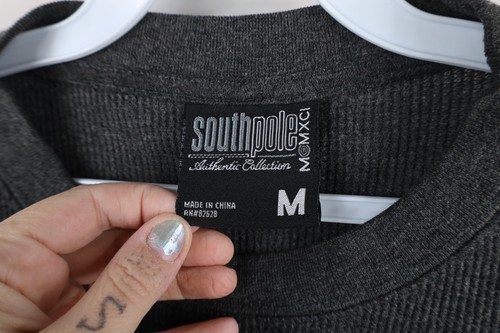 southpole
Authentic Collection
MCMXCI
MADE IN CHINA
RN#82628
M
S